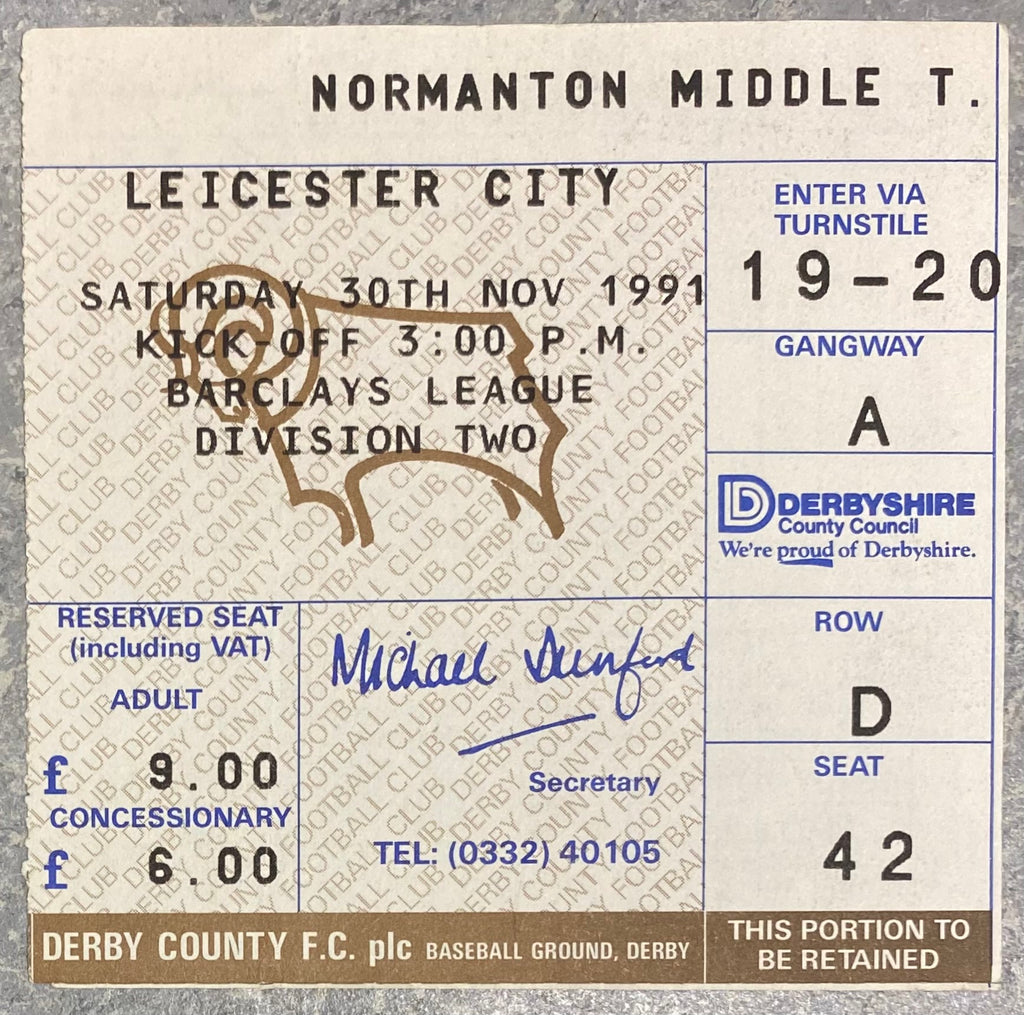 NORMANTON MIDDLE T.
LEICESTER CITY
SATURDAY 30TH NOV 1991
KICK-OFF 3:00 P.M.
BARCLAYS LEAGUE
DIVISION TWO
ENTER VIA
TURNSTILE
19-20
GANGWAY
A
DERBYSHIRE
County Council
We're proud of Derbyshire.
RESERVED SEAT
(including VAT)
ADULT
£ 9.00
CONCESSIONARY
£ 6.00
Michael Dunford
Secretary
TEL: (0332) 40105
ROW
D
SEAT
42
DERBY COUNTY F.C. plc BASEBALL GROUND, DERBY
THIS PORTION TO
BE RETAINED